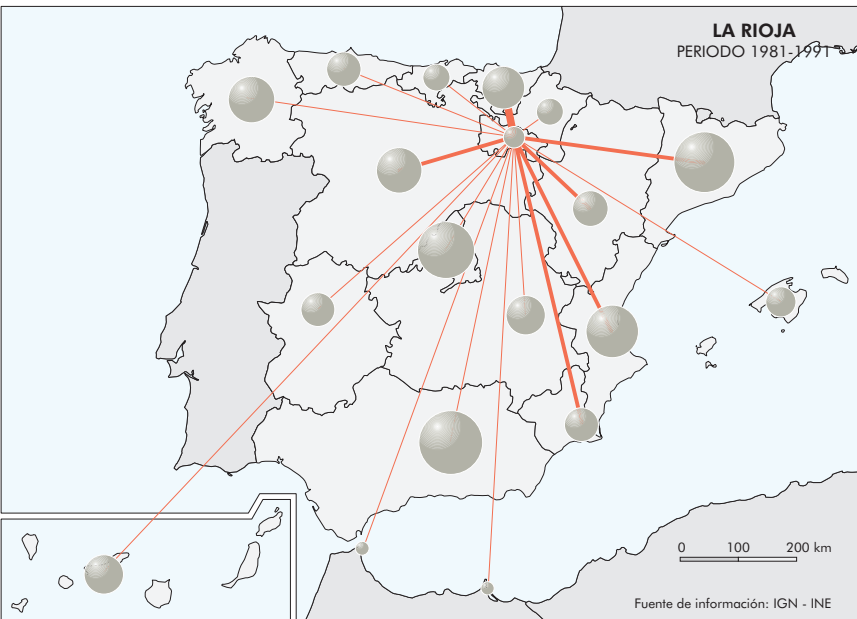 LA RIOJA
PERIODO 1981-1991
0 100 200 km
Fuente de información: IGN - INE